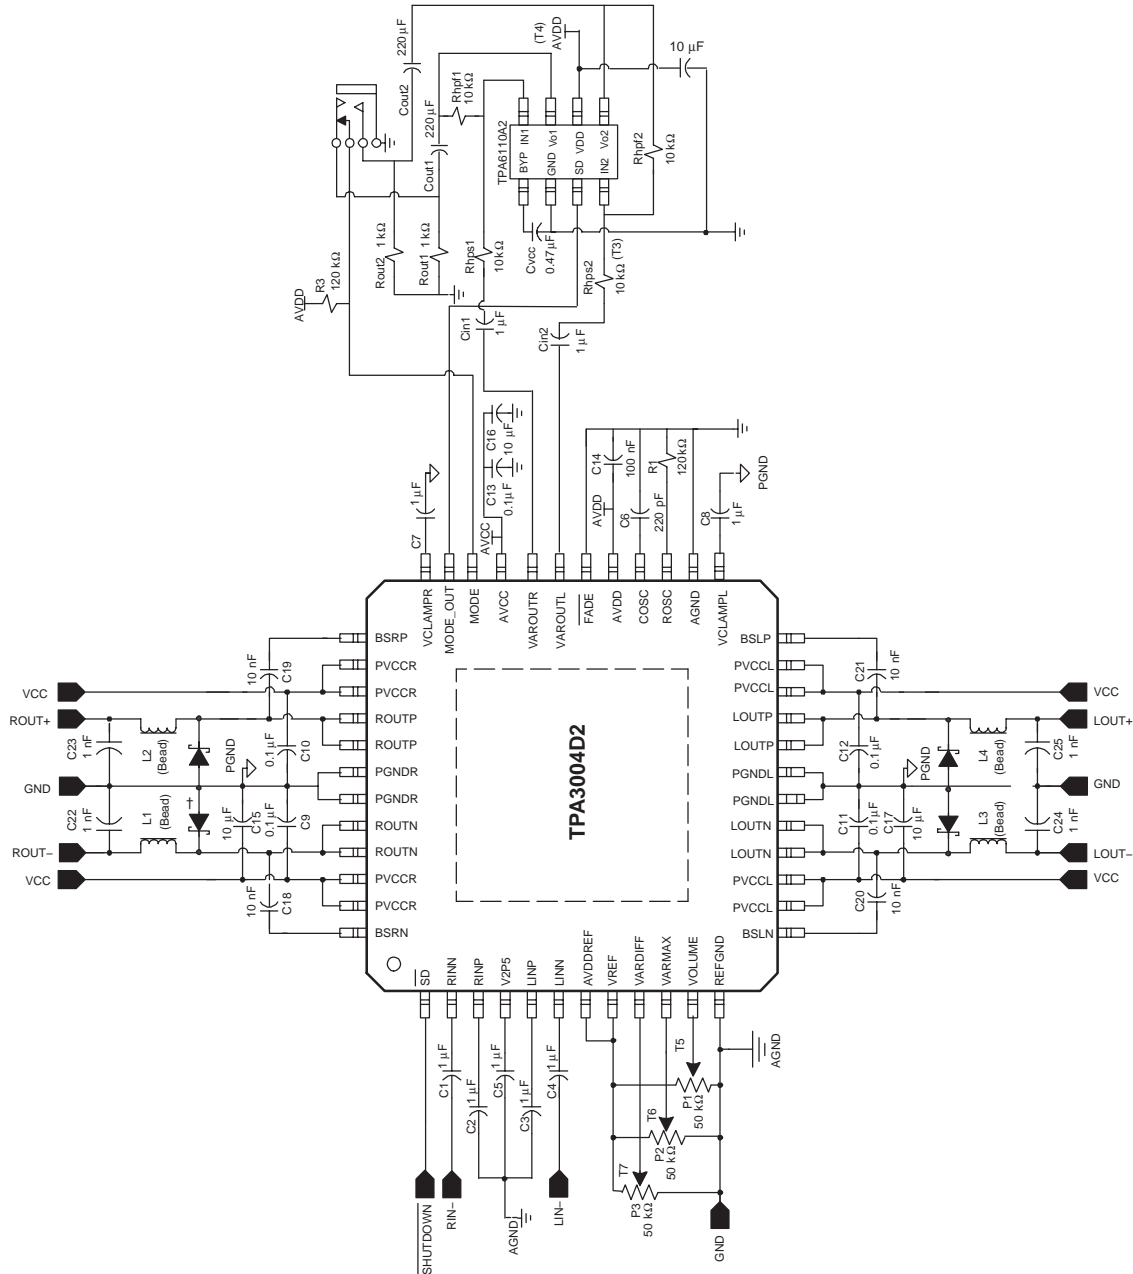 220 µF
Cout2
220 µF
Cout1
Rhpf1
10 kΩ
(T4)
AVDD
10 µF
TPA6110A2
BYP IN1
GND Vo1
SD VDD
IN2 Vo2
Rhpf2
10 kΩ
AVDD
R3
120 kΩ
Rout2 1 kΩ
Rout1 1 kΩ
Rhps1
10kΩ
Cvcc
0.47µF
Rhps2
10 kΩ (T3)
Cin1
1 µF
Cin2
1 µF
C7
1 µF
C16
10 µF
C13
0.1µF
AVCC
C14
100 nF
AVDD
C6
220 pF
R1
120kΩ
C8
1 µF
PGND
VCLAMPR
MODE_OUT
MODE
AVCC
VAROUTR
VAROUTL
FADE
AVDD
COSC
ROSC
AGND
VCLAMPL
BSRP
PVCCR
PVCCR
ROUTP
ROUTP
PGNDR
PGNDR
ROUTN
ROUTN
PVCCR
PVCCR
BSRN
TPA3004D2
BSLP
PVCCL
PVCCL
LOUTP
LOUTP
PGNDL
PGNDL
LOUTN
LOUTN
PVCCL
PVCCL
BSLN
VCC
ROUT+
GND
ROUT−
VCC
C23
1 nF
C22
1 nF
L2
(Bead)
L1
(Bead)
PGND
†
10 nF
C19
0.1 µF
C10
10 µF
C15
0.1 µF
C9
10 nF
C18
C21
10 nF
C12
0.1 µF
PGND
C11
0.1 µF
C17
10 µF
C20
10 nF
L4
(Bead)
L3
(Bead)
C25
1 nF
C24
1 nF
VCC
LOUT+
GND
LOUT−
VCC
SD
RINN
RINP
V2P5
LINP
LINN
AVDDREF
VREF
VARDIFF
VARMAX
VOLUME
REFGND
C1
1 µF
C2
1 µF
C5
1 µF
C3
1 µF
C4
1 µF
SHUTDOWN
RIN−
AGND
LIN−
T7
P3
50 kΩ
T6
P2
50 kΩ
T5
P1
50 kΩ
AGND
GND